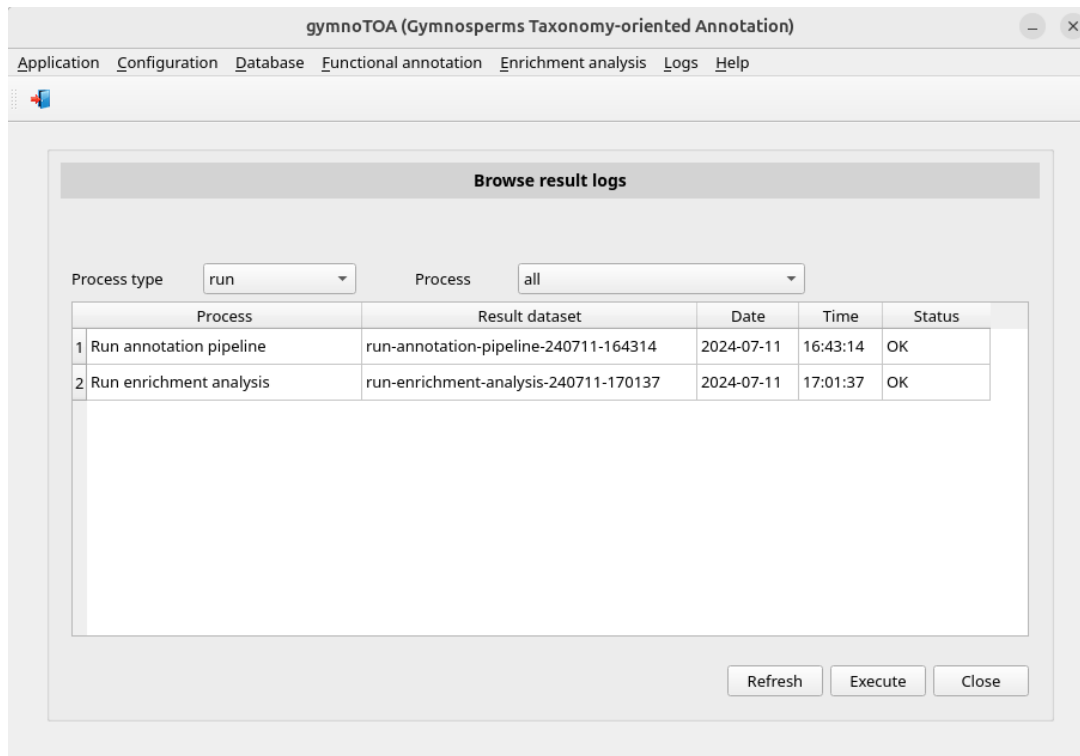 gymnoTOA (Gymnosperms Taxonomy-oriented Annotation)
Application Configuration Database Functional annotation Enrichment analysis Logs Help
Browse result logs
Process type run Process all
Process Result dataset Date Time Status
1 Run annotation pipeline run-annotation-pipeline-240711-164314 2024-07-11 16:43:14 OK
2 Run enrichment analysis run-enrichment-analysis-240711-170137 2024-07-11 17:01:37 OK
Refresh Execute Close